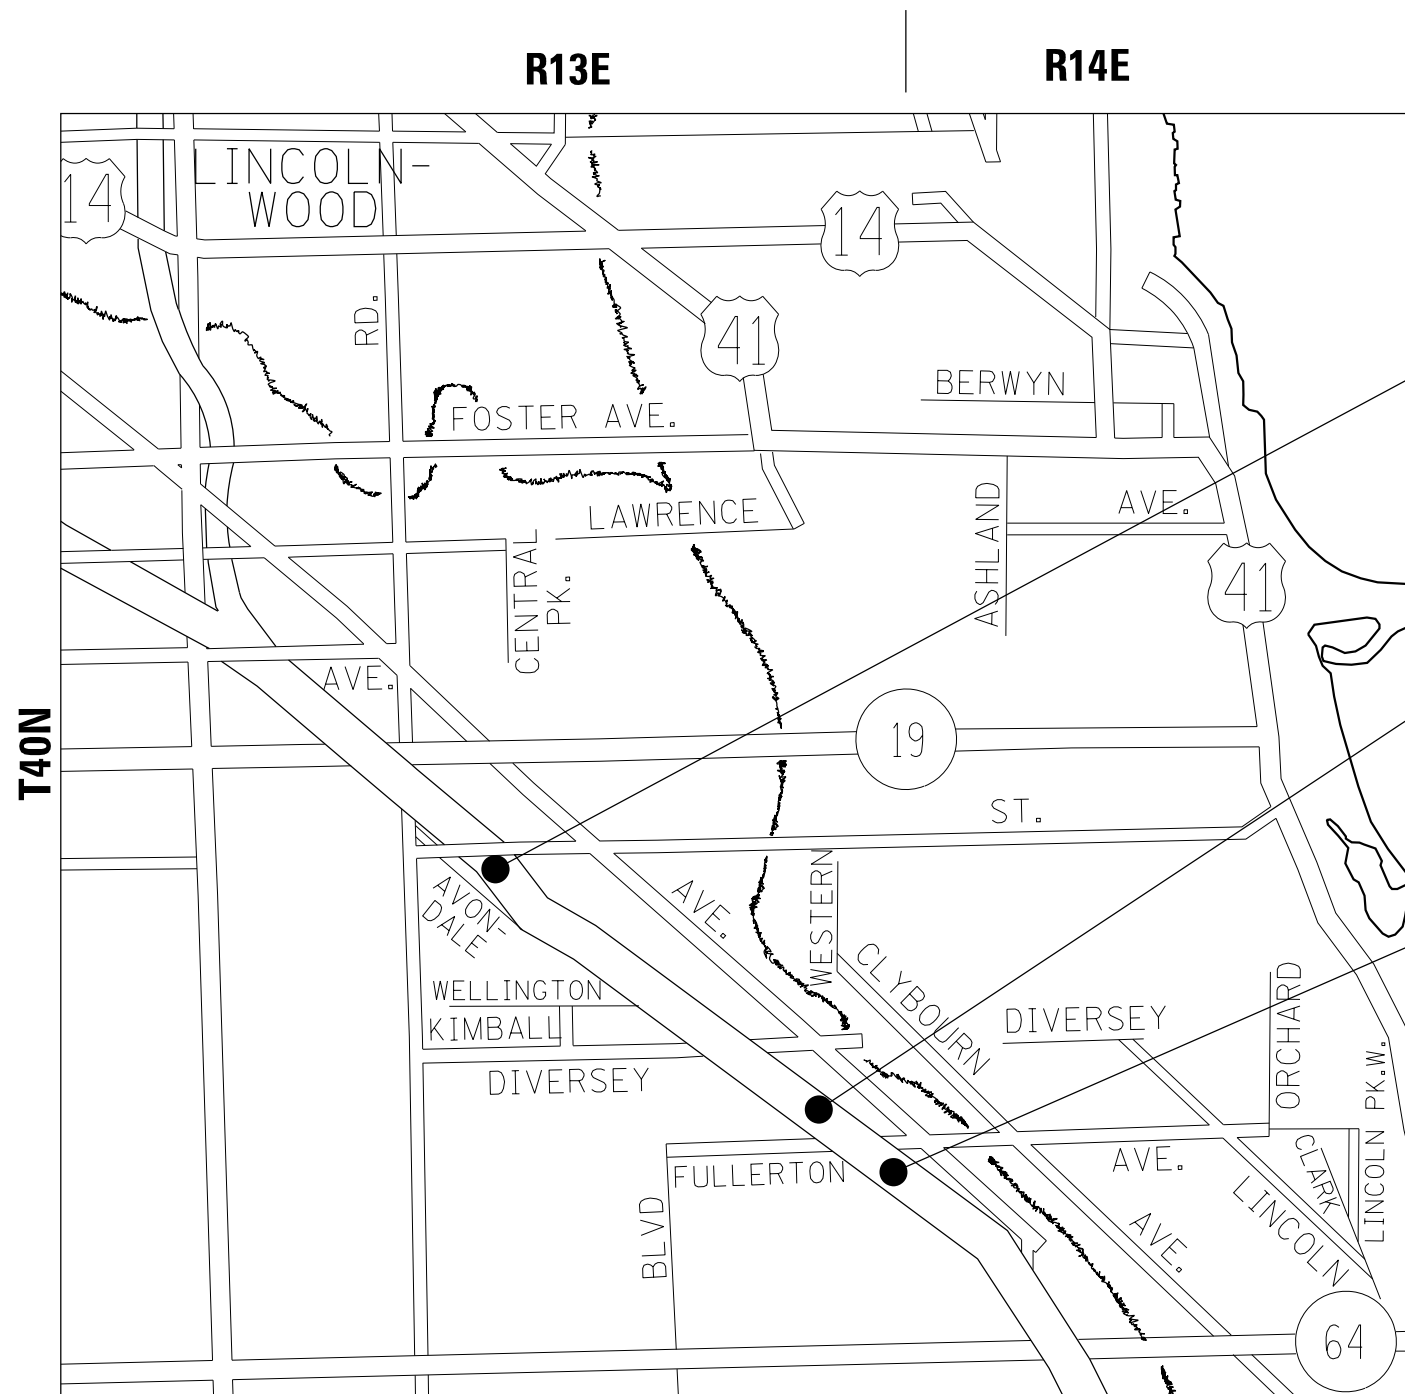 R13E
R14E
LINCOLN-
WOOD
14
14
RD.
41
BERWYN
FOSTER AVE.
LAWRENCE
AVE.
ASHLAND
CENTRAL
PK.
41
AVE.
T40N
19
ST.
WESTERN
AVE.
AVON-
DALE
CLYBOURN
WELLINGTON
KIMBALL
DIVERSEY
DIVERSEY
ORCHARD
LINCOLN PK.W.
FULLERTON
AVE.
CLARK
LINCOLN
BLVD
AVE.
64